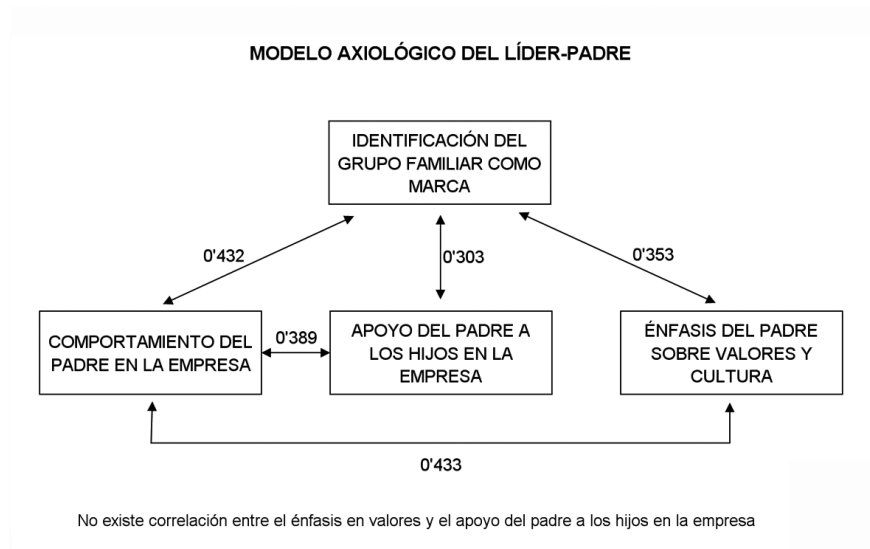 MODELO AXIOLÓGICO DEL LÍDER-PADRE
IDENTIFICACIÓN DEL
GRUPO FAMILIAR COMO
MARCA
0'432
0'303
0'353
COMPORTAMIENTO DEL
PADRE EN LA EMPRESA
0'389
APOYO DEL PADRE A
LOS HIJOS EN LA
EMPRESA
ÉNFASIS DEL PADRE
SOBRE VALORES Y
CULTURA
0'433
No existe correlación entre el énfasis en valores y el apoyo del padre a los hijos en la empresa